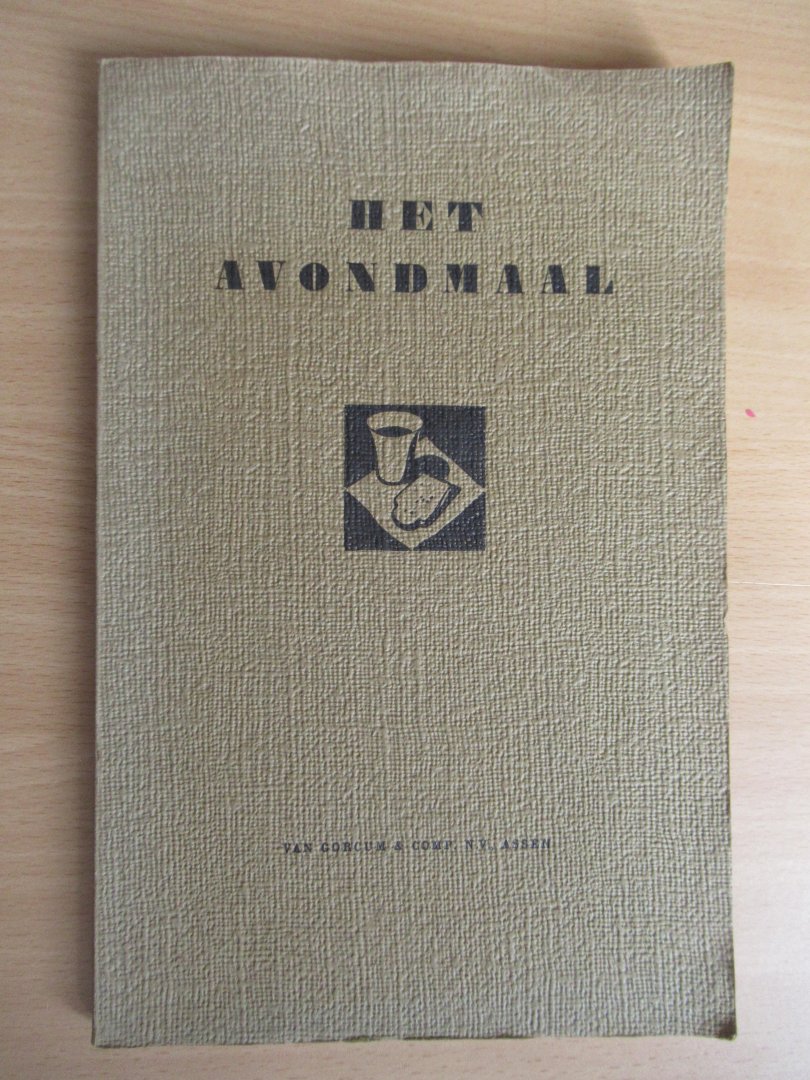 HET
AVONDMAAL
VAN GORCUM & COMP. N.V., ASSEN